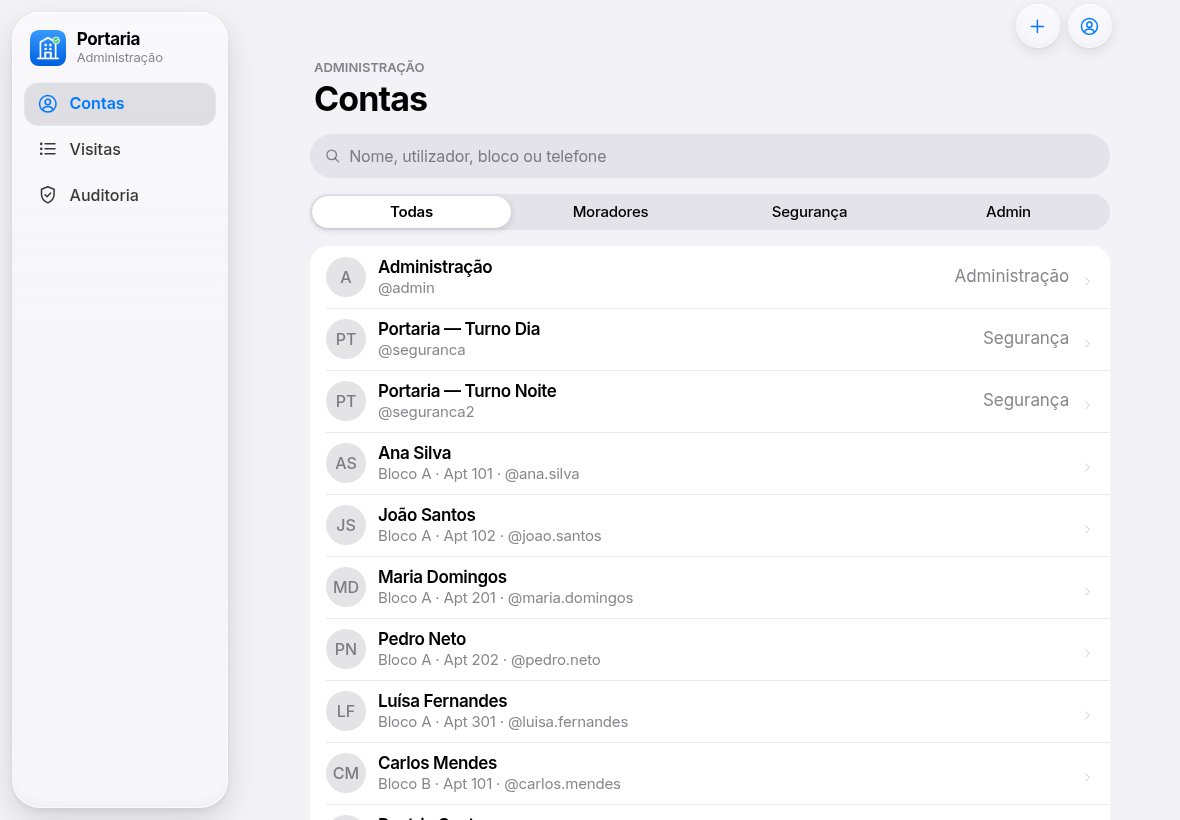 Portaria
Administração
Contas
Visitas
Auditoria
ADMINISTRAÇÃO
Contas
Nome, utilizador, bloco ou telefone
Todas Moradores Segurança Admin
A
Administração
@admin
Administração
PT
Portaria — Turno Dia
@seguranca
Segurança
PT
Portaria — Turno Noite
@seguranca2
Segurança
AS
Ana Silva
Bloco A · Apt 101 · @ana.silva
JS
João Santos
Bloco A · Apt 102 · @joao.santos
MD
Maria Domingos
Bloco A · Apt 201 · @maria.domingos
PN
Pedro Neto
Bloco A · Apt 202 · @pedro.neto
LF
Luísa Fernandes
Bloco A · Apt 301 · @luisa.fernandes
CM
Carlos Mendes
Bloco B · Apt 101 · @carlos.mendes